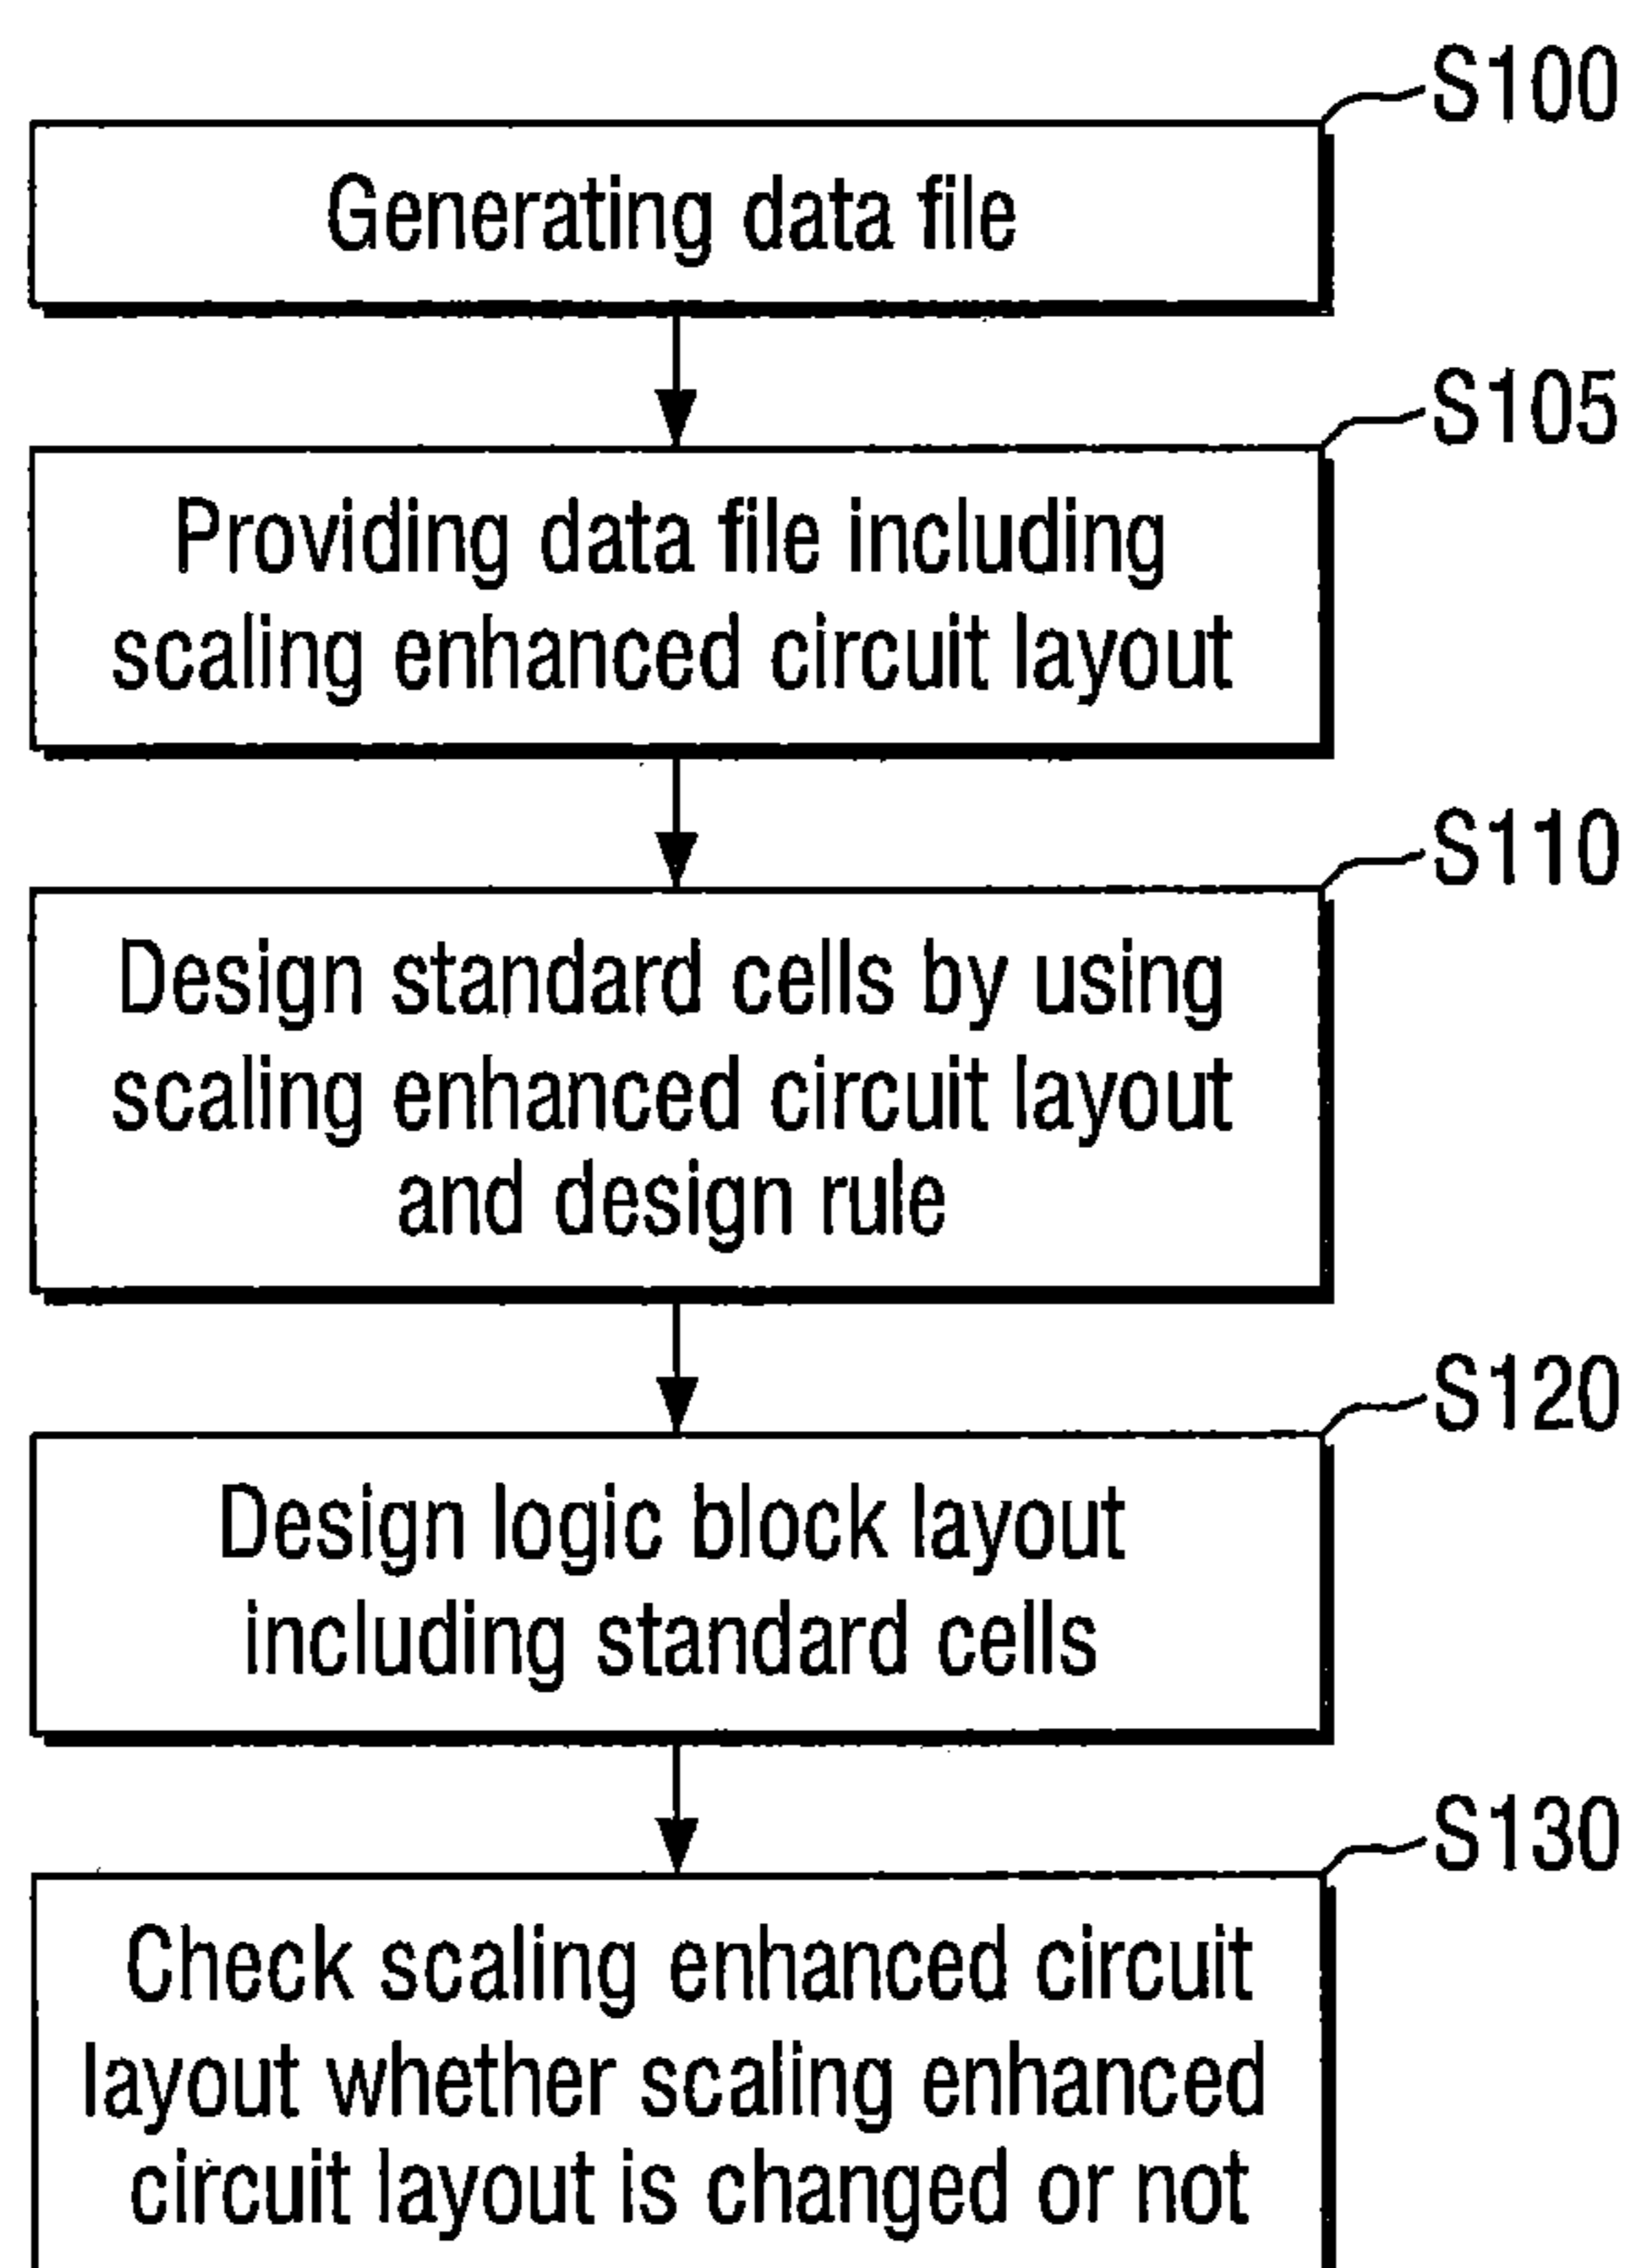 S100
Generating data file
S105
Providing data file including
scaling enhanced circuit layout
S110
Design standard cells by using
scaling enhanced circuit layout
and design rule
S120
Design logic block layout
including standard cells
S130
Check scaling enhanced circuit
layout whether scaling enhanced
circuit layout is changed or not